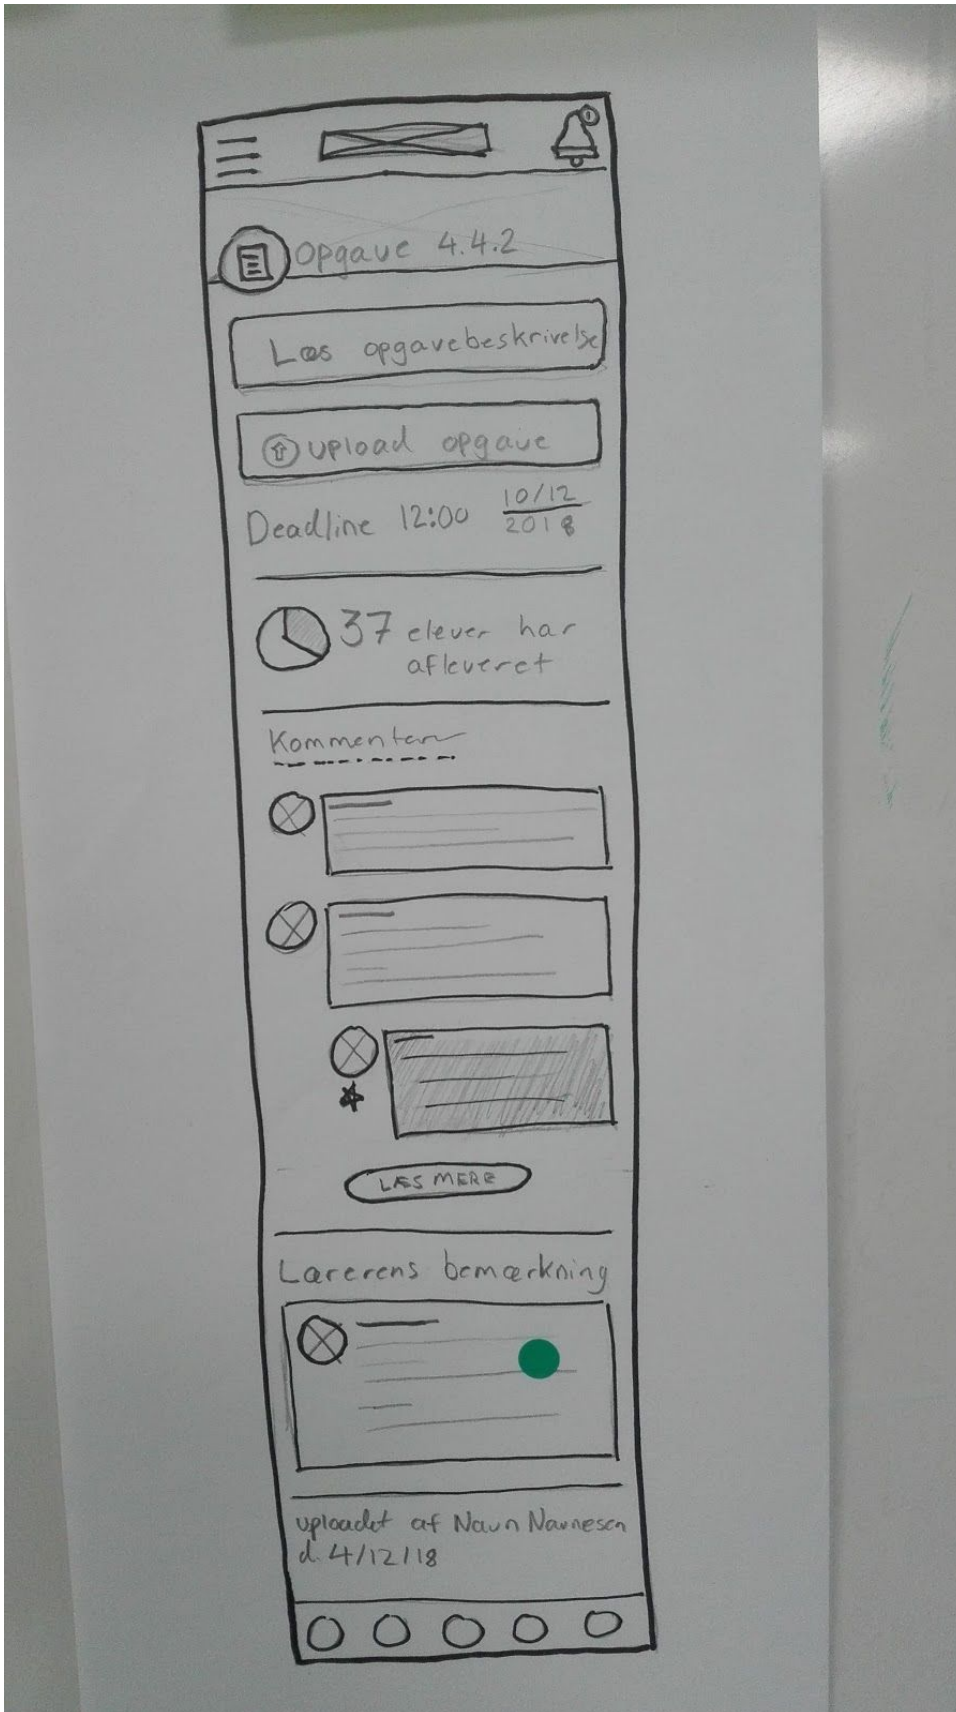 Opgave 4.4.2
Læs opgavebeskrivelse
upload opgave
Deadline 12:00 10/12
2018
37 elever har
afleveret
Kommentarer
LÆS MERE
Lærerens bemærkning
uploadet af Navn Navnesen
d. 4/12/18